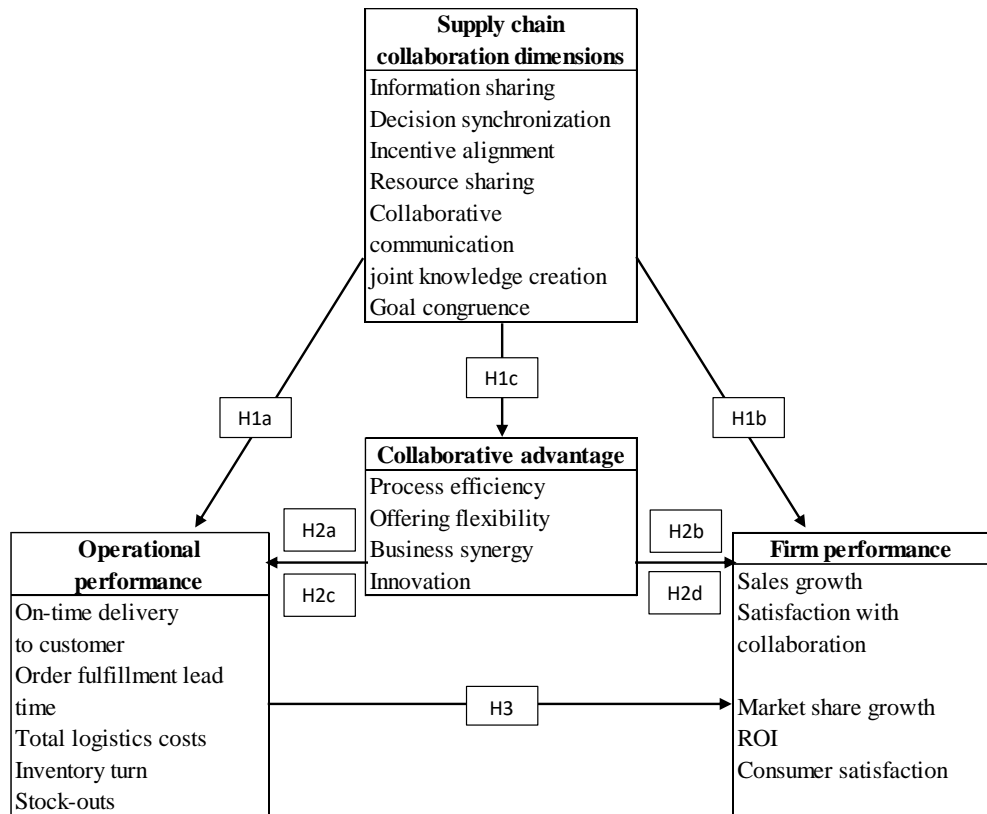 Supply chain
collaboration dimensions
Information sharing
Decision synchronization
Incentive alignment
Resource sharing
Collaborative
communication
joint knowledge creation
Goal congruence
H1c
H1a
H1b
Collaborative advantage
Process efficiency
Offering flexibility
Business synergy
Innovation
H2a
H2c
H2b
H2d
Operational
performance
On-time delivery
to customer
Order fulfillment lead
time
Total logistics costs
Inventory turn
Stock-outs
H3
Firm performance
Sales growth
Satisfaction with
collaboration
Market share growth
ROI
Consumer satisfaction